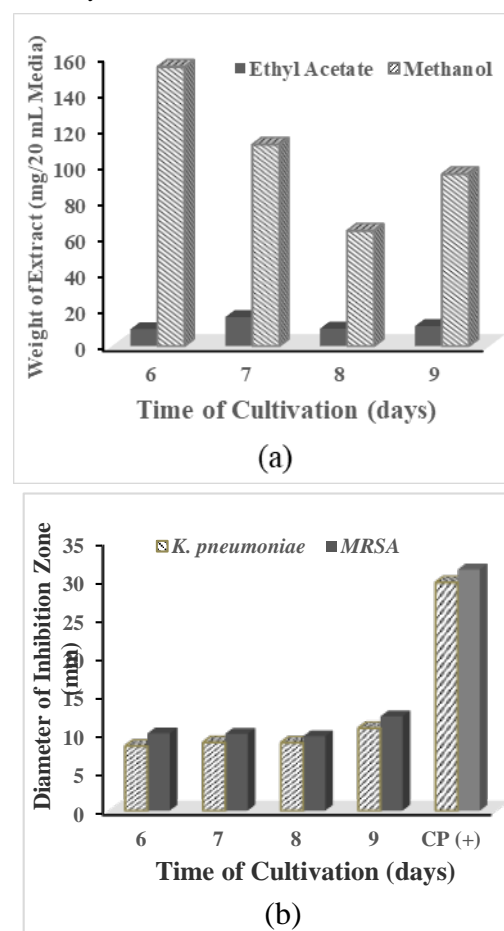 Weight of Extract (mg/20 mL Media)
160
140
120
100
80
60
40
20
0
Ethyl Acetate Methanol
6 7 8 9
Time of Cultivation (days)
(a)
Diameter of Inhibition Zone
(mm)
35
30
25
20
15
10
5
0
K. pneumoniae MRSA
6 7 8 9 CP (+)
Time of Cultivation (days)
(b)